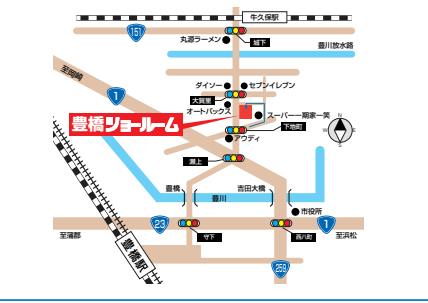 牛久保駅
151
丸源ラーメン
城下
豊川放水路
至岡崎
ダイソー
セブンイレブン
1
大賀里
オートバックス
スーパー一期家一笑
豊橋ショールーム
下地町
N
W
E
S
アウディ
瀬上
豊橋
吉田大橋
豊川
市役所
23
1
至蒲郡
守下
西八町
至浜松
豊橋駅
259